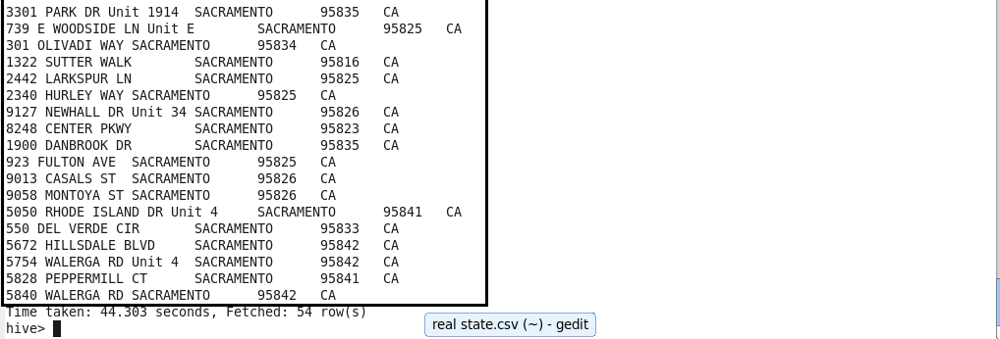 3301 PARK DR Unit 1914 SACRAMENTO 95835 CA
739 E WOODSIDE LN Unit E SACRAMENTO 95825 CA
301 OLIVADI WAY SACRAMENTO 95834 CA
1322 SUTTER WALK SACRAMENTO 95816 CA
2442 LARKSPUR LN SACRAMENTO 95825 CA
2340 HURLEY WAY SACRAMENTO 95825 CA
9127 NEWHALL DR Unit 34 SACRAMENTO 95826 CA
8248 CENTER PKWY SACRAMENTO 95823 CA
1900 DANBROOK DR SACRAMENTO 95835 CA
923 FULTON AVE SACRAMENTO 95825 CA
9013 CASALS ST SACRAMENTO 95826 CA
9058 MONTOYA ST SACRAMENTO 95826 CA
5050 RHODE ISLAND DR Unit 4 SACRAMENTO 95841 CA
550 DEL VERDE CIR SACRAMENTO 95833 CA
5672 HILLSDALE BLVD SACRAMENTO 95842 CA
5754 WALERGA RD Unit 4 SACRAMENTO 95842 CA
5828 PEPPERMILL CT SACRAMENTO 95841 CA
5840 WALERGA RD SACRAMENTO 95842 CA
Time taken: 44.303 seconds, Fetched: 54 row(s)
hive>
real state.csv (~) - gedit